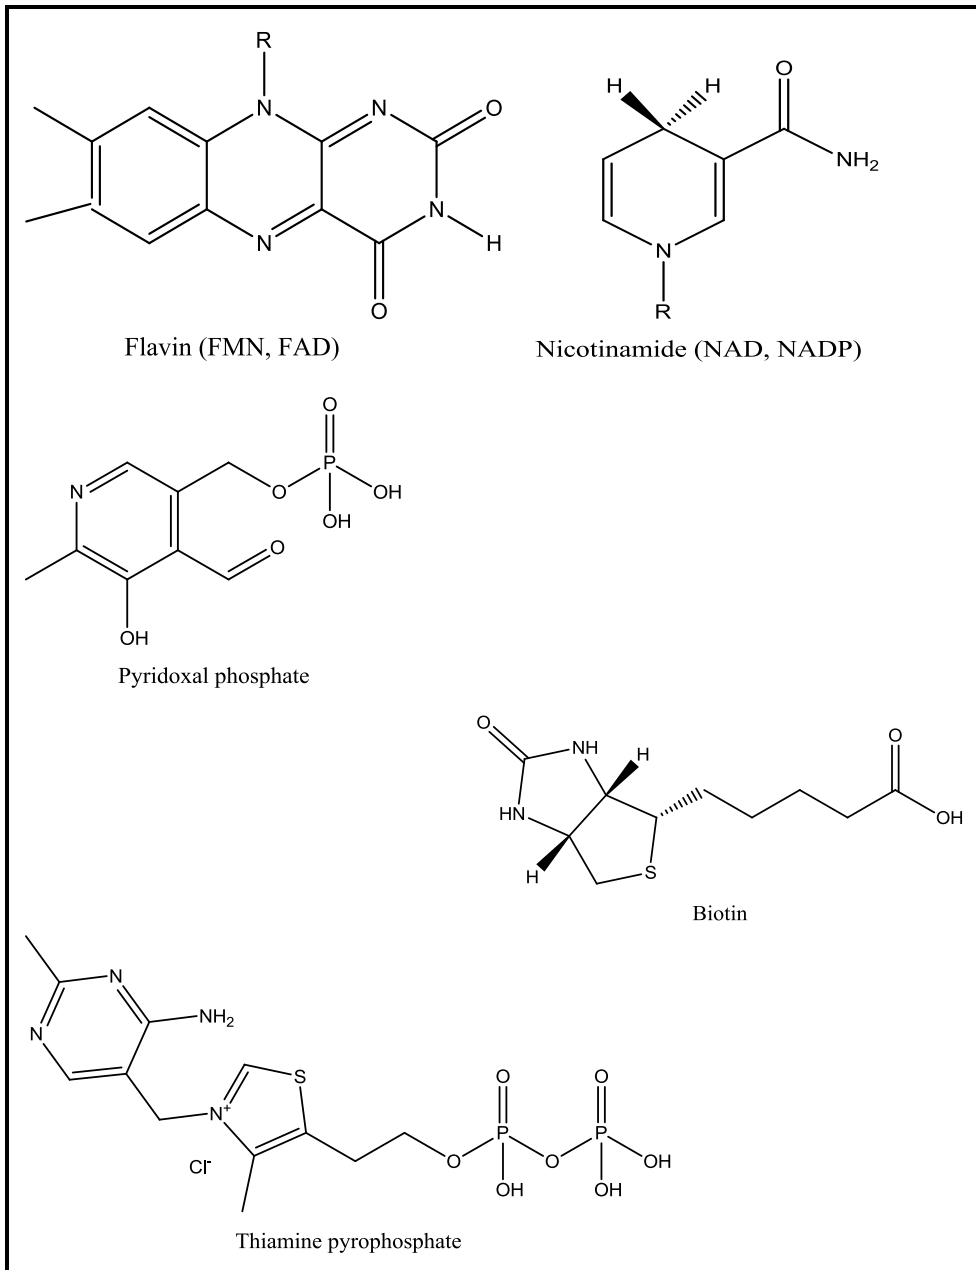 R
N
N
O
N
N
H
O
Flavin (FMN, FAD)
H
H
O
NH₂
N
R
Nicotinamide (NAD, NADP)
O
P
N
O
OH
OH
O
OH
Pyridoxal phosphate
O
NH
H
HN
H
S
O
OH
Biotin
N
N
NH₂
S
N⁺
Cl⁻
O
O
P
P
O
O
OH
OH
OH
Thiamine pyrophosphate